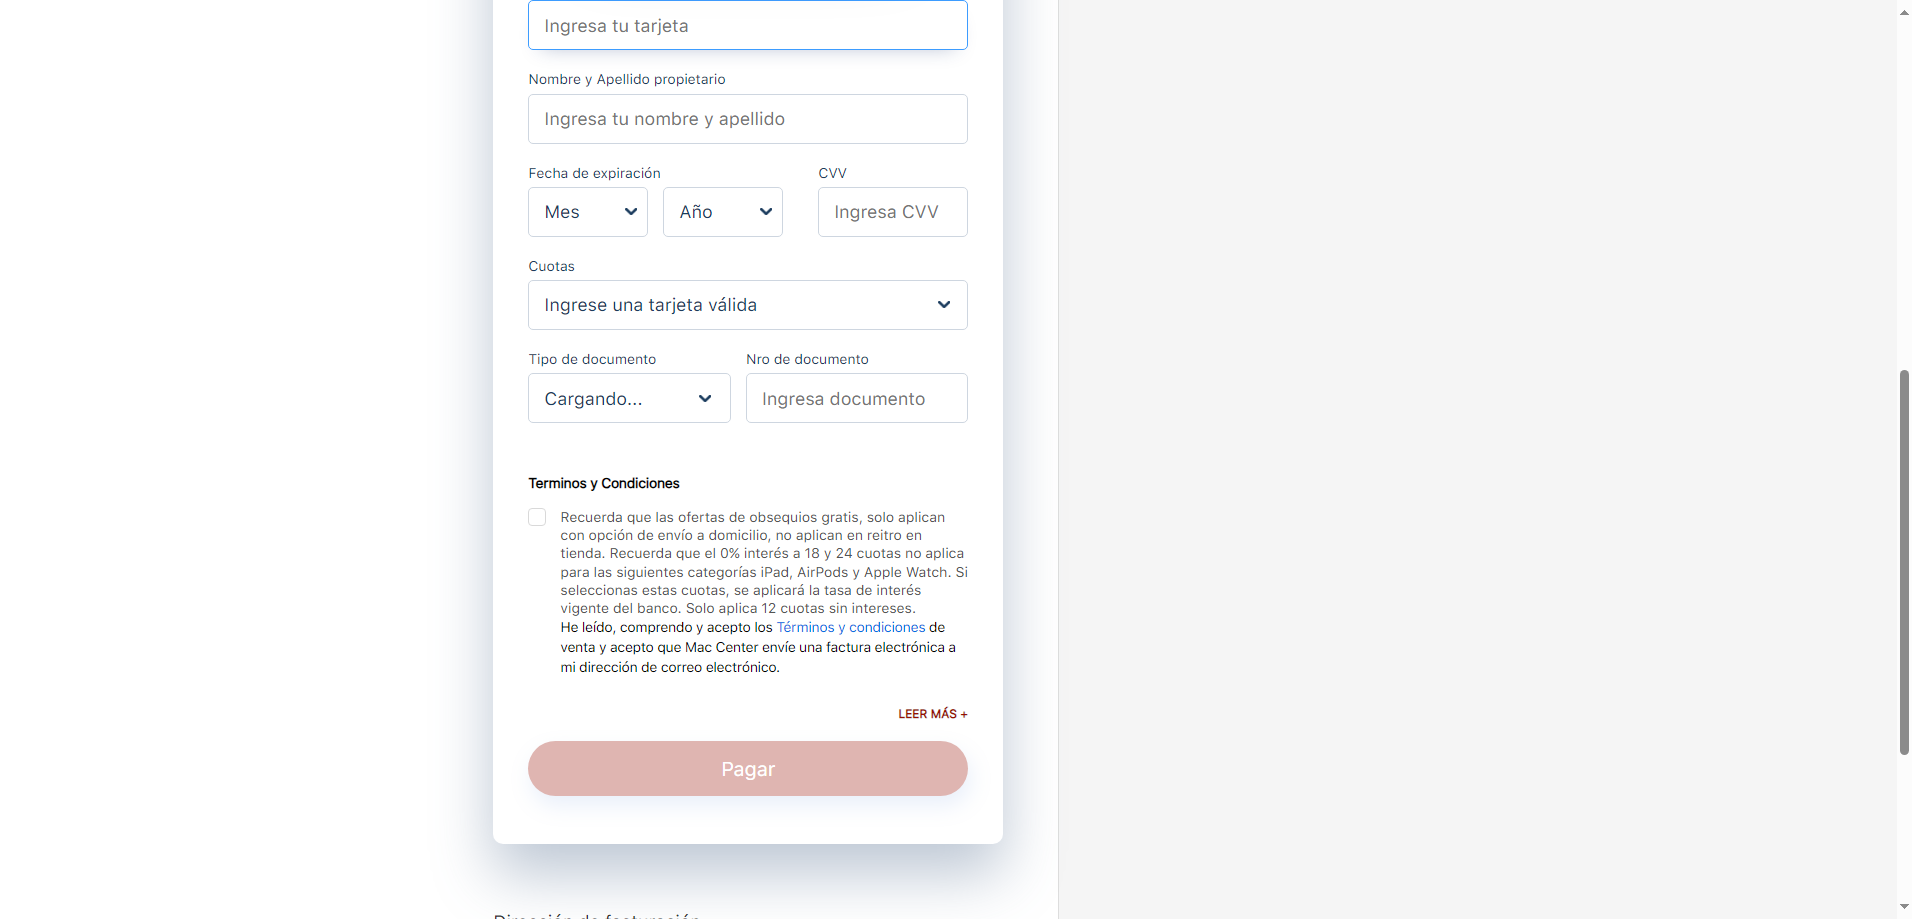 Ingresa tu tarjeta
Nombre y Apellido propietario
Ingresa tu nombre y apellido
Fecha de expiración CVV
Mes Año Ingresa CVV
Cuotas
Ingrese una tarjeta válida
Tipo de documento Nro de documento
Cargando... Ingresa documento
Terminos y Condiciones
Recuerda que las ofertas de obsequios gratis, solo aplican
con opción de envío a domicilio, no aplican en reitro en
tienda. Recuerda que el 0% interés a 18 y 24 cuotas no aplica
para las siguientes categorías iPad, AirPods y Apple Watch. Si
seleccionas estas cuotas, se aplicará la tasa de interés
vigente del banco. Solo aplica 12 cuotas sin intereses.
He leído, comprendo y acepto los Términos y condiciones de
venta y acepto que Mac Center envíe una factura electrónica a
mi dirección de correo electrónico.
LEER MÁS +
Pagar
Dirección de facturación